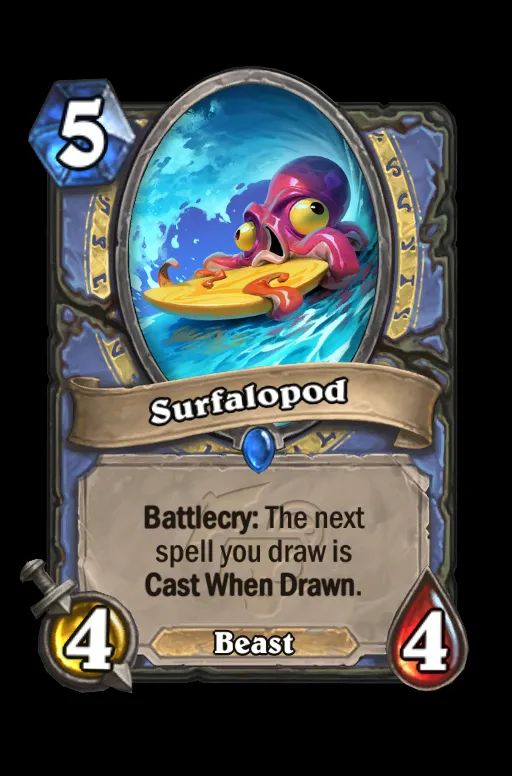 5
Surfalopod
Battlecry: The next
spell you draw is
Cast When Drawn.
4
Beast
4